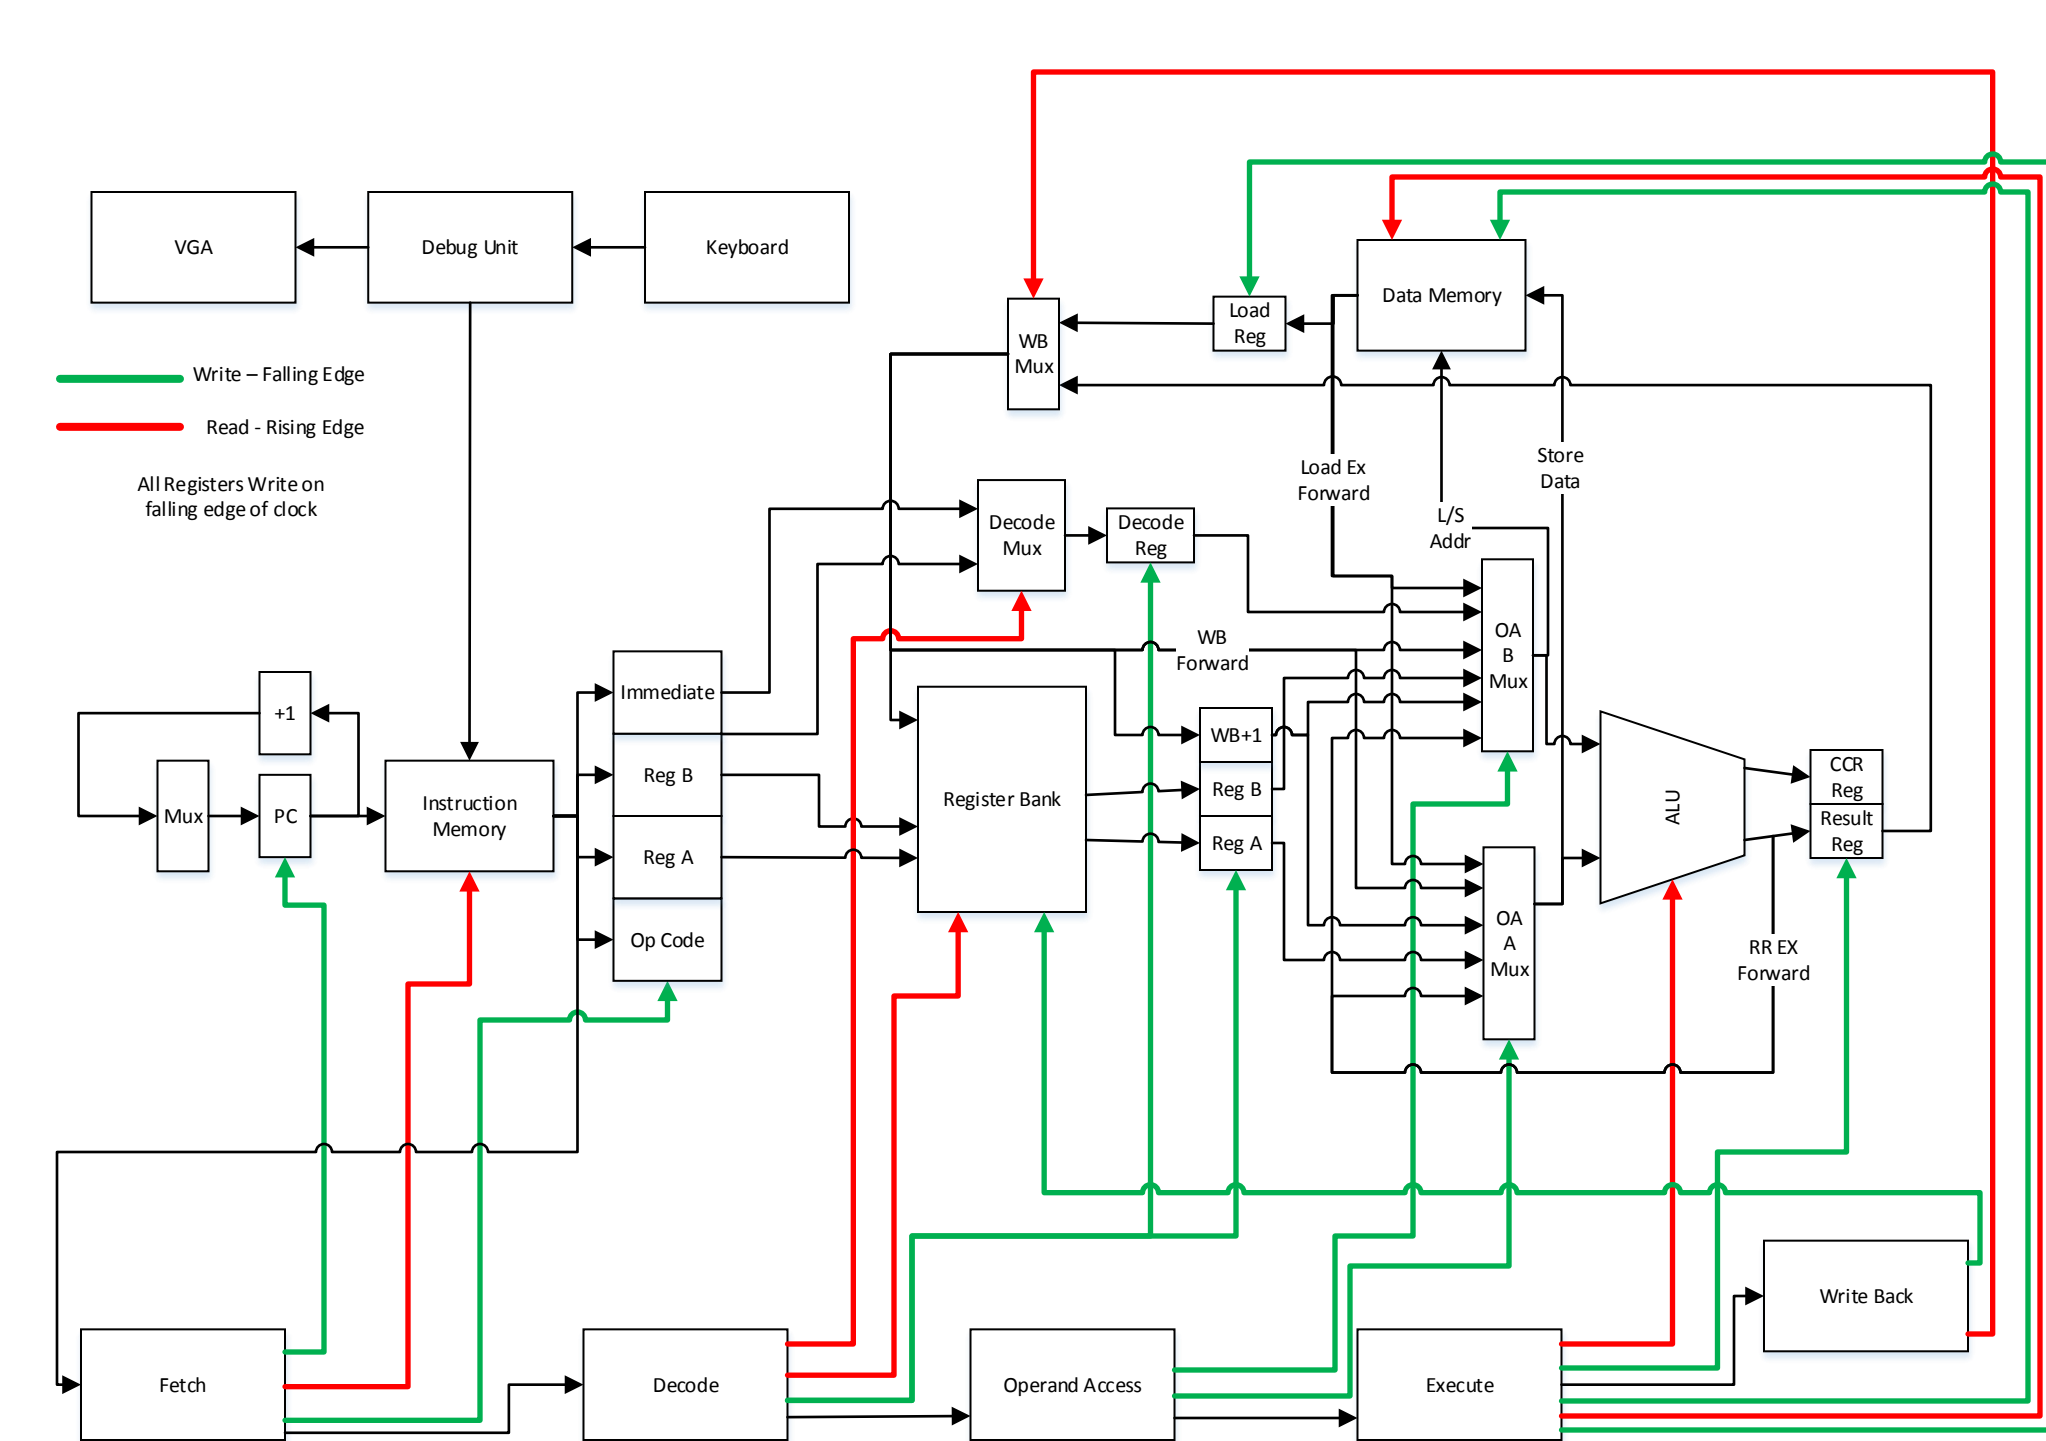 VGA
Debug Unit
Keyboard
Write – Falling Edge
Read - Rising Edge
All Registers Write on
falling edge of clock
WB
Mux
Load
Reg
Data Memory
Load Ex
Forward
Store
Data
L/S
Addr
Decode
Mux
Decode
Reg
WB
Forward
OA
B
Mux
+1
Mux
PC
Instruction
Memory
Immediate
Reg B
Reg A
Op Code
Register Bank
WB+1
Reg B
Reg A
OA
A
Mux
ALU
CCR
Reg
Result
Reg
RR EX
Forward
Fetch
Decode
Operand Access
Execute
Write Back